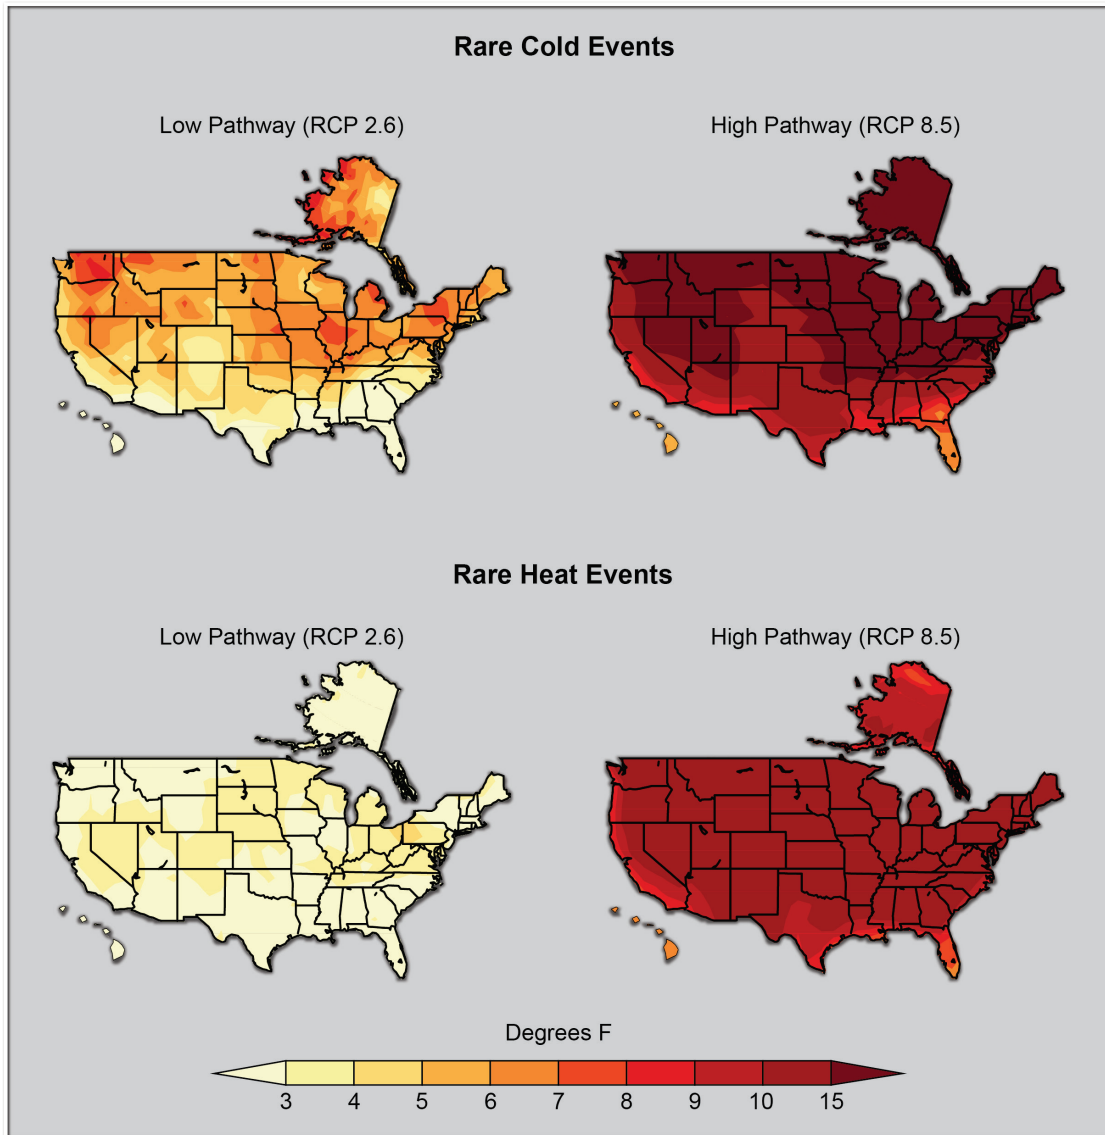 Rare Cold Events
Low Pathway (RCP 2.6)
High Pathway (RCP 8.5)
Rare Heat Events
Low Pathway (RCP 2.6)
High Pathway (RCP 8.5)
Degrees F
3 4 5 6 7 8 9 10 15